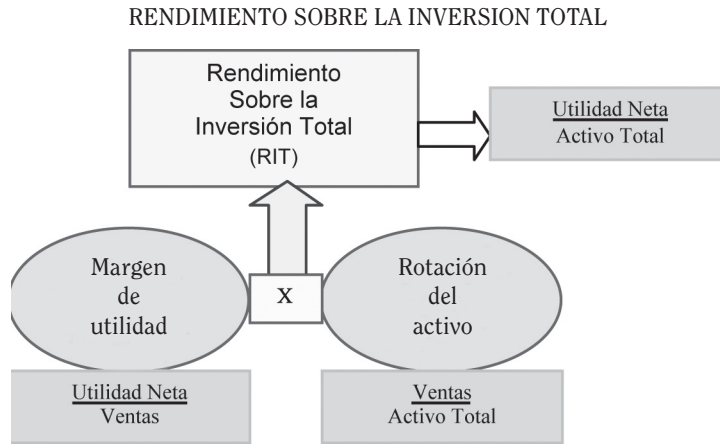 RENDIMIENTO SOBRE LA INVERSION TOTAL
Rendimiento
Sobre la
Inversión Total
(RIT)
Utilidad Neta
Activo Total
Margen
de
utilidad
X
Rotación
del
activo
Utilidad Neta
Ventas
Ventas
Activo Total